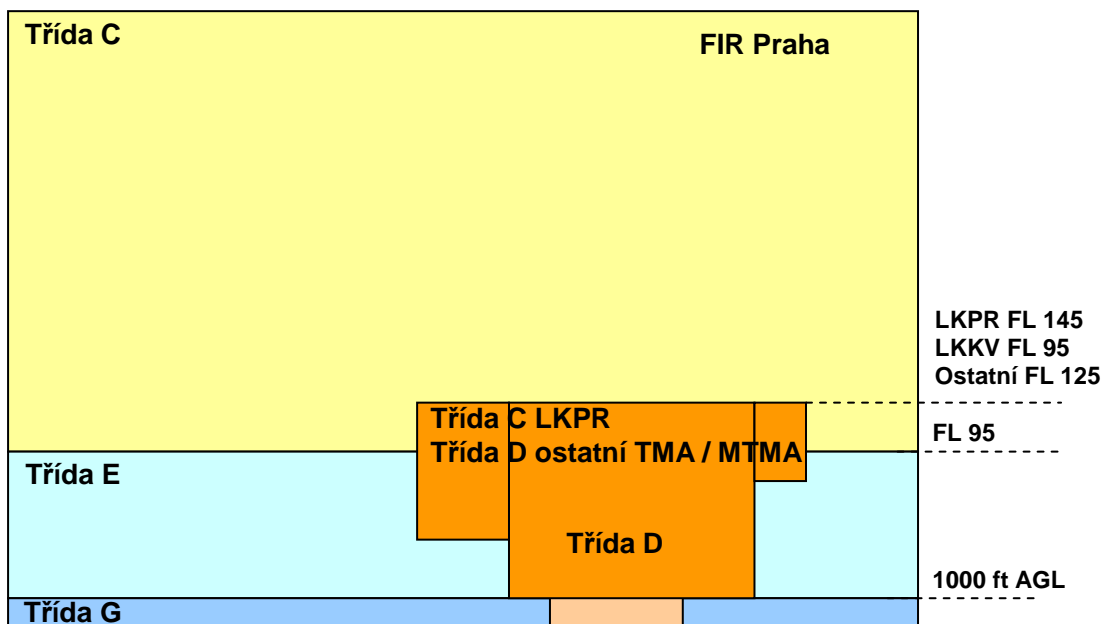 Třída C
FIR Praha
LKPR FL 145
LKKV FL 95
Ostatní FL 125
Třída C LKPR
Třída D ostatní TMA / MTMA
FL 95
Třída E
Třída D
1000 ft AGL
Třída G